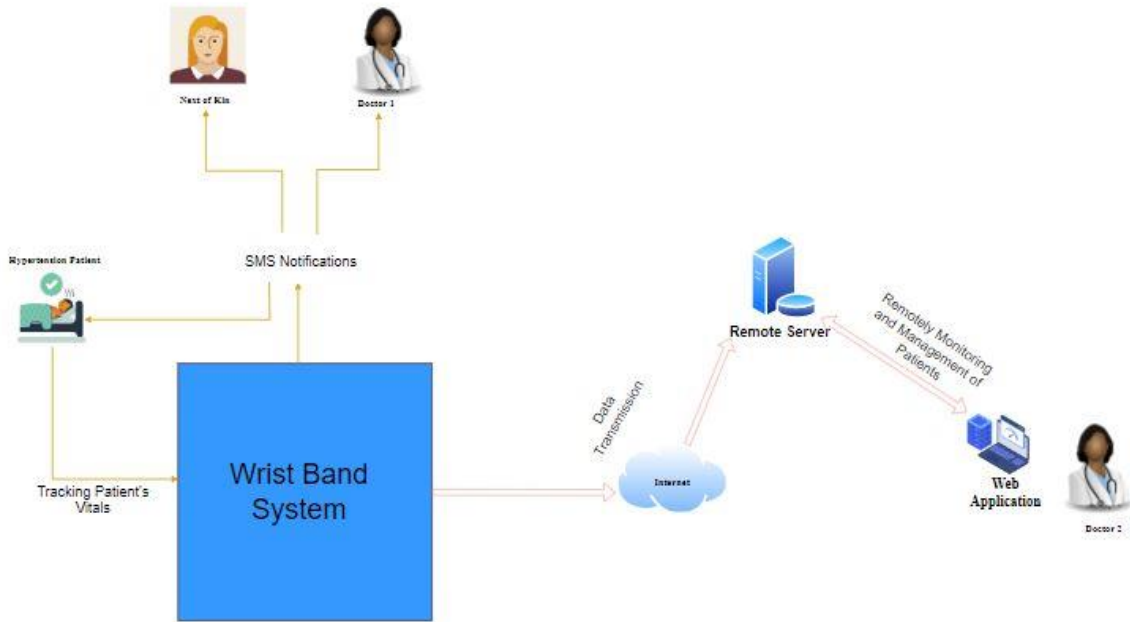 Next of Kin
Doctor 1
Hypertension Patient
SMS Notifications
Tracking Patient's
Vitals
Wrist Band
System
Data
Transmission
Internet
Remote Server
Remotely Monitoring
and Management of
Patients
Web
Application
Doctor 2